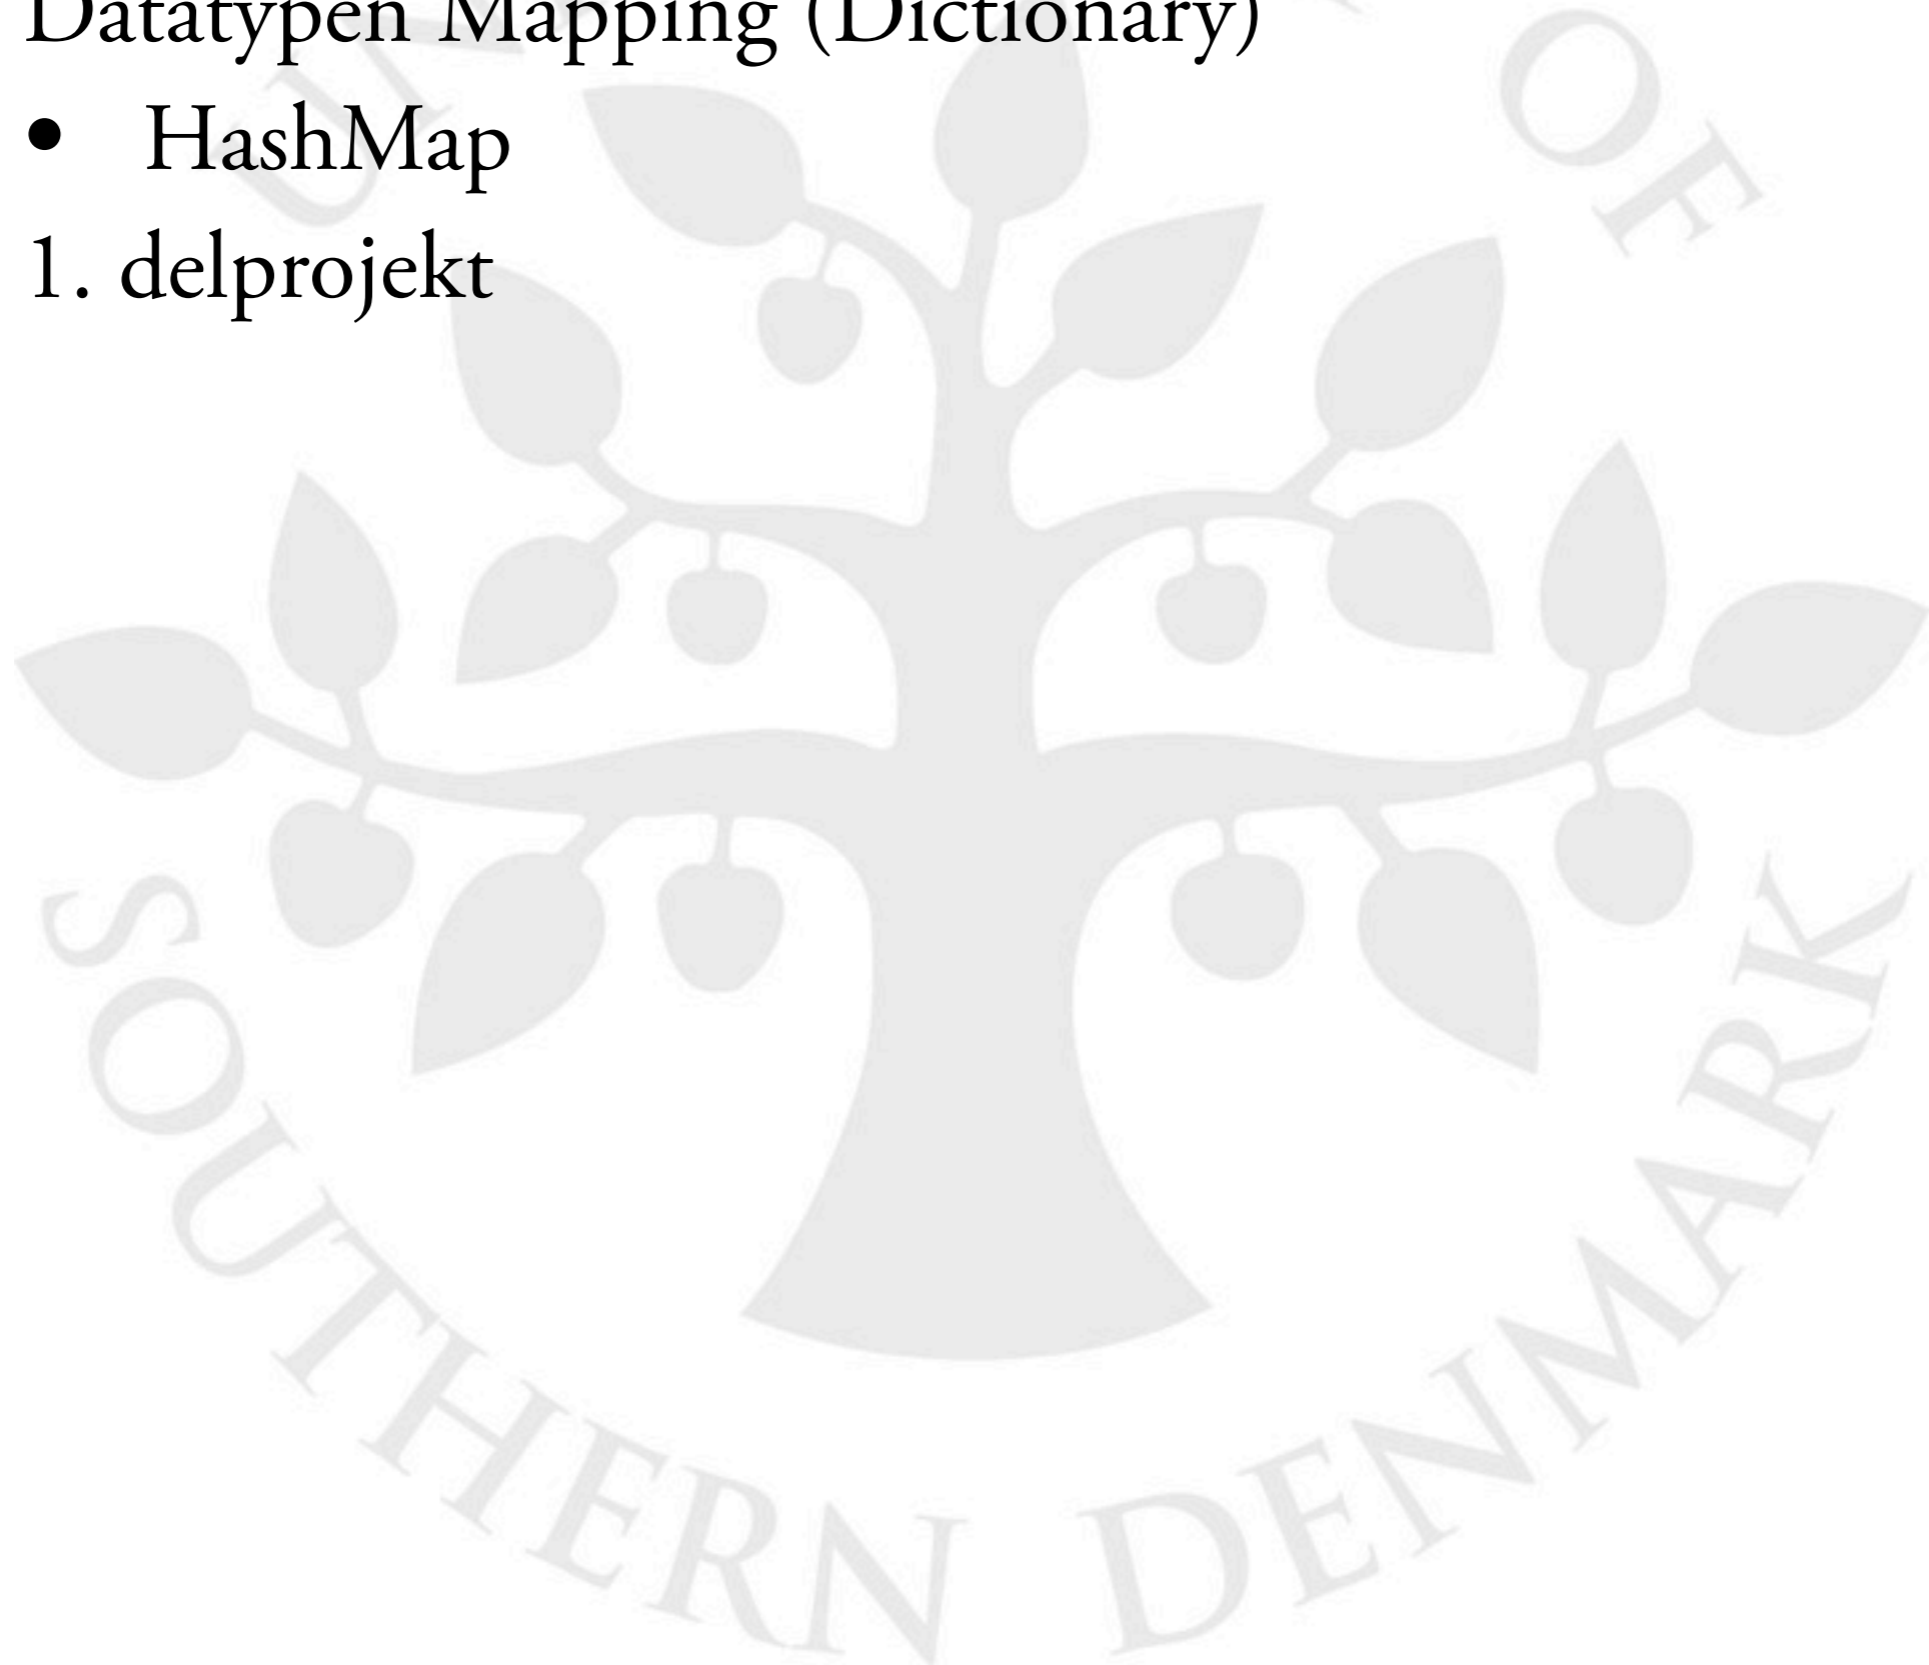 Datatypen Mapping (Dictionary)
• HashMap
1. delprojekt
OF
SOUTHERN DENMARK